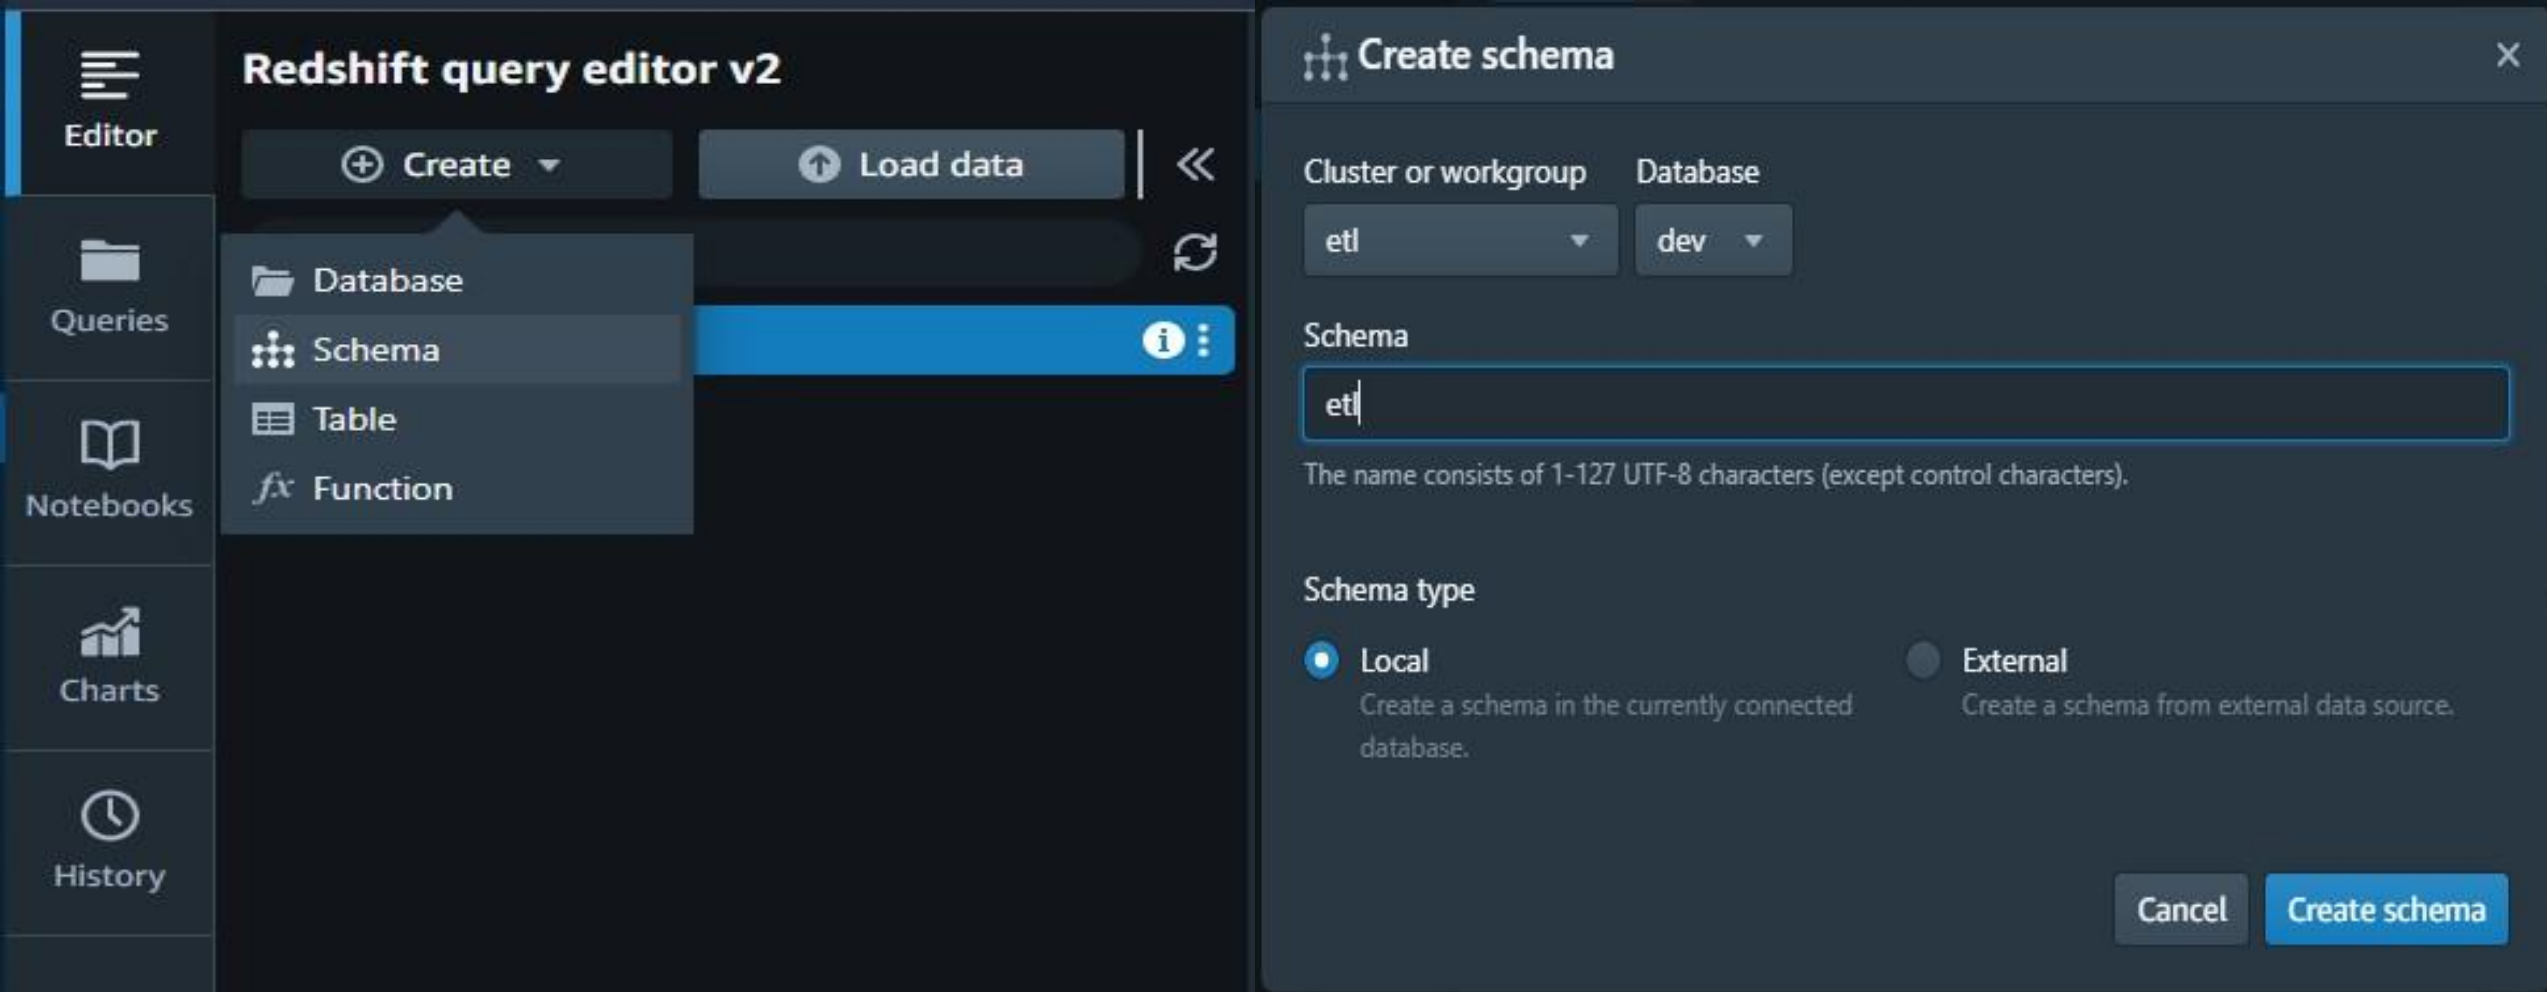 Editor
Queries
Notebooks
Charts
History
Redshift query editor v2
Create
Load data
Database
Schema
Table
fx Function
Create schema
Cluster or workgroup
Database
etl
dev
Schema
etl
The name consists of 1-127 UTF-8 characters (except control characters).
Schema type
Local
Create a schema in the currently connected
database.
External
Create a schema from external data source.
Cancel
Create schema